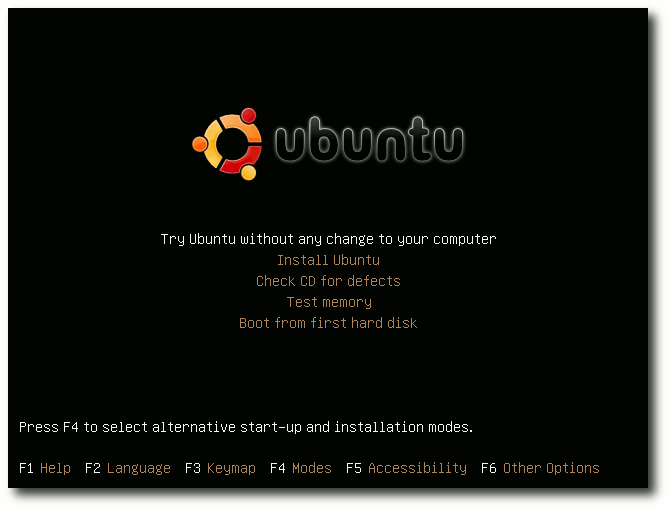 ubuntu
Try Ubuntu without any change to your computer
Install Ubuntu
Check CD for defects
Test memory
Boot from first hard disk
Press F4 to select alternative start-up and installation modes.
F1 Help F2 Language F3 Keymap F4 Modes F5 Accessibility F6 Other Options